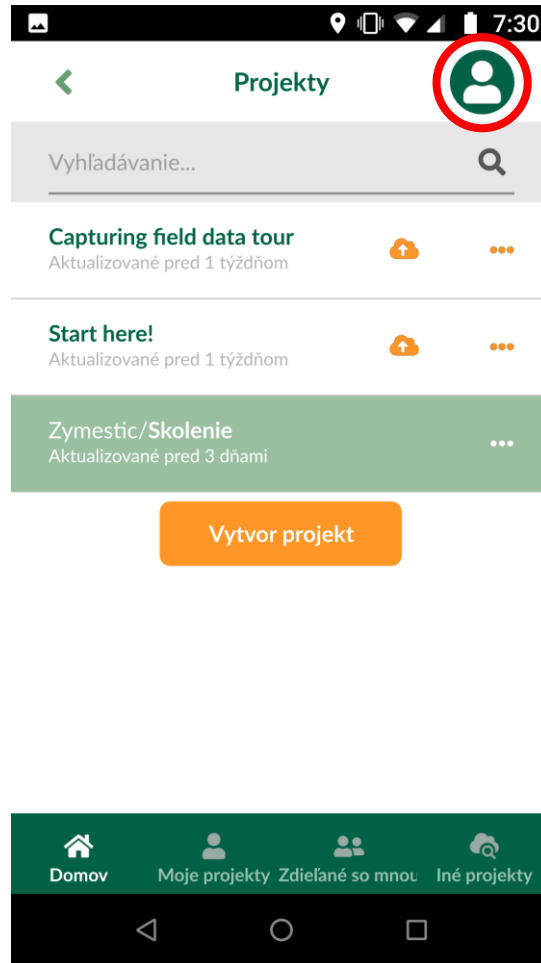 7:30
Projekty
Vyhľadávanie...
Capturing field data tour
Aktualizované pred 1 týždňom
Start here!
Aktualizované pred 1 týždňom
Zymestic/Skolenie
Aktualizované pred 3 dňami
Vytvor projekt
Domov Moje projekty Zdieľané so mnou Iné projekty